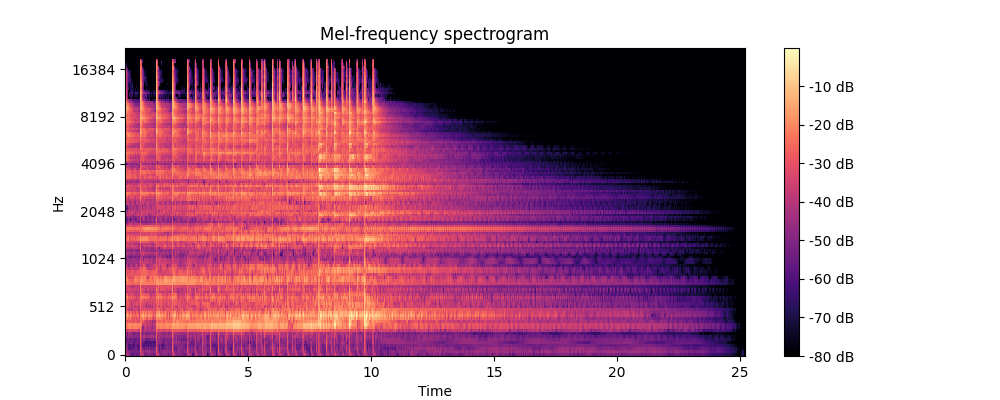 Mel-frequency spectrogram
Hz
16384
8192
4096
2048
1024
512
0
0 5 10 15 20 25
Time
-10 dB
-20 dB
-30 dB
-40 dB
-50 dB
-60 dB
-70 dB
-80 dB